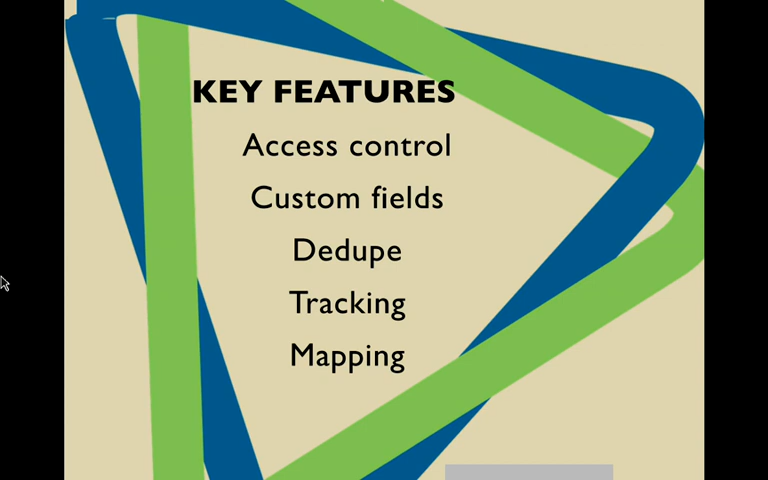 KEY FEATURES
Access control
Custom fields
Dedupe
Tracking
Mapping